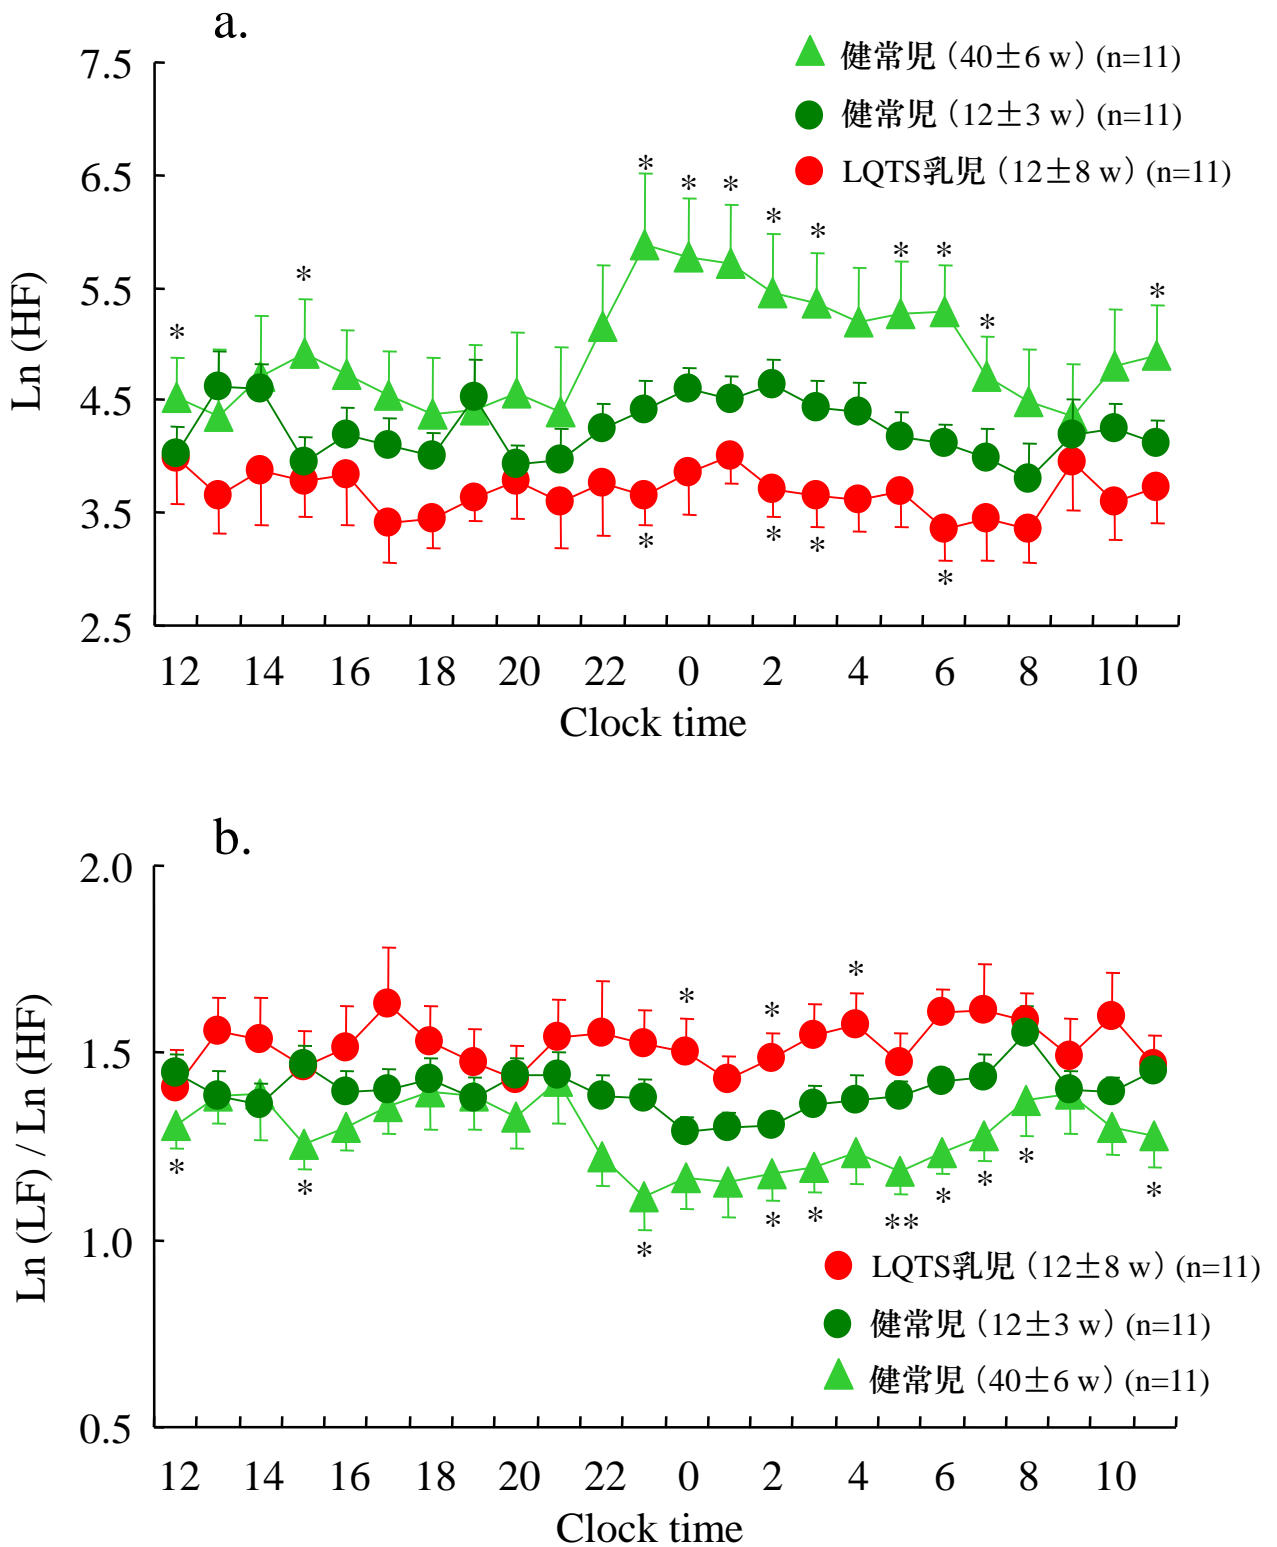 a.
7.5
6.5
5.5
4.5
3.5
2.5
Ln (HF)
健常児（40±6 w）(n=11)
健常児（12±3 w）(n=11)
LQTS乳児（12±8 w）(n=11)
*
*
* * * * * * * * *
*
* * * *
12 14 16 18 20 22 0 2 4 6 8 10
Clock time
b.
2.0
1.5
1.0
0.5
Ln (LF) / Ln (HF)
* * *
* * * * * ** * * * *
LQTS乳児（12±8 w）(n=11)
健常児（12±3 w）(n=11)
健常児（40±6 w）(n=11)
12 14 16 18 20 22 0 2 4 6 8 10
Clock time